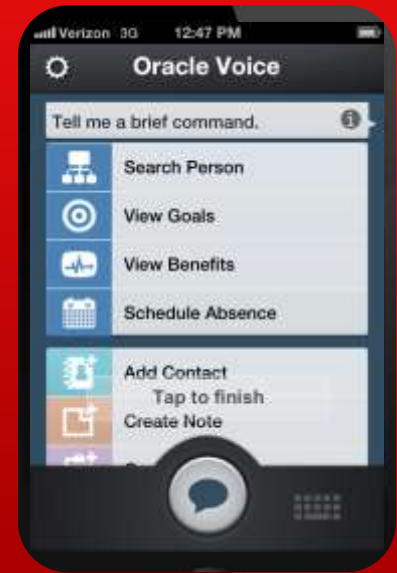 Verizon 3G 12:47 PM
Oracle Voice
Tell me a brief command.
Search Person
View Goals
View Benefits
Schedule Absence
Add Contact
Tap to finish
Create Note